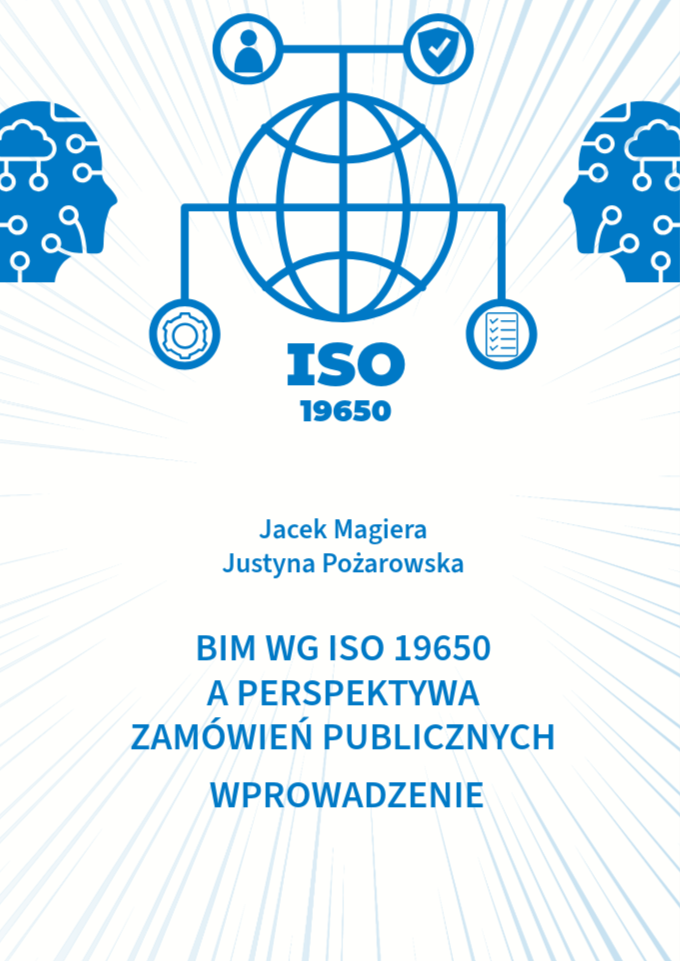 ISO
19650
Jacek Magiera
Justyna Pożarowska
BIM WG ISO 19650
A PERSPEKTYWA
ZAMÓWIEŃ PUBLICZNYCH
WPROWADZENIE